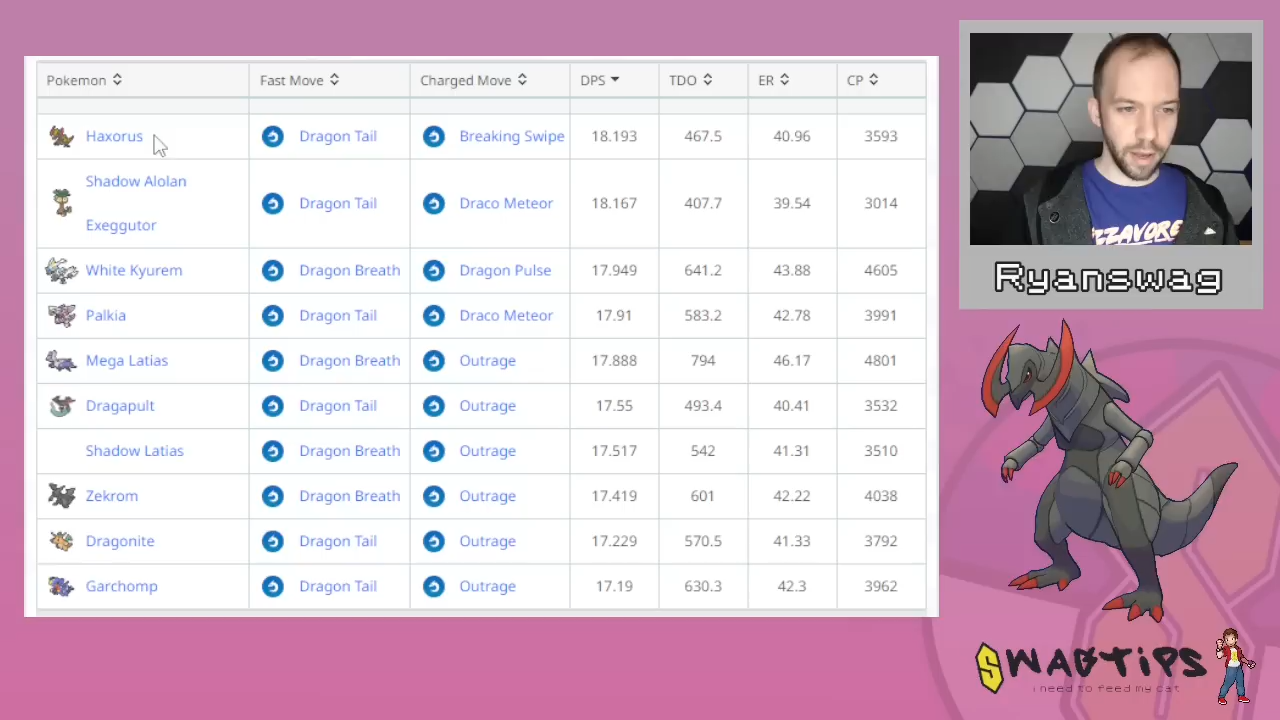 Pokemon Fast Move Charged Move DPS TDO ER CP
Haxorus Dragon Tail Breaking Swipe 18.193 467.5 40.96 3593
Shadow Alolan
Exeggutor Dragon Tail Draco Meteor 18.167 407.7 39.54 3014
White Kyurem Dragon Breath Dragon Pulse 17.949 641.2 43.88 4605
Palkia Dragon Tail Draco Meteor 17.91 583.2 42.78 3991
Mega Latias Dragon Breath Outrage 17.888 794 46.17 4801
Dragapult Dragon Tail Outrage 17.55 493.4 40.41 3532
Shadow Latias Dragon Breath Outrage 17.517 542 41.31 3510
Zekrom Dragon Breath Outrage 17.419 601 42.22 4038
Dragonite Dragon Tail Outrage 17.229 570.5 41.33 3792
Garchomp Dragon Tail Outrage 17.19 630.3 42.3 3962
ZZAVORE
Ryanswag
SWAGTIPS
i need to feed my cat